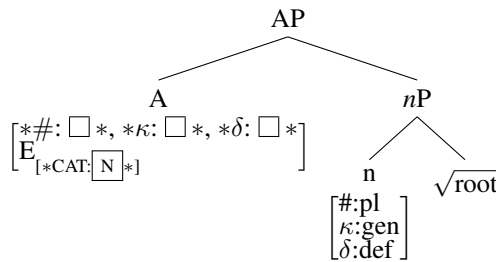 AP
A
nP
[*#: □ *, *κ: □ *, *δ: □ *
E[*CAT: N *]]
n
√root
[#:pl
κ:gen
δ:def]